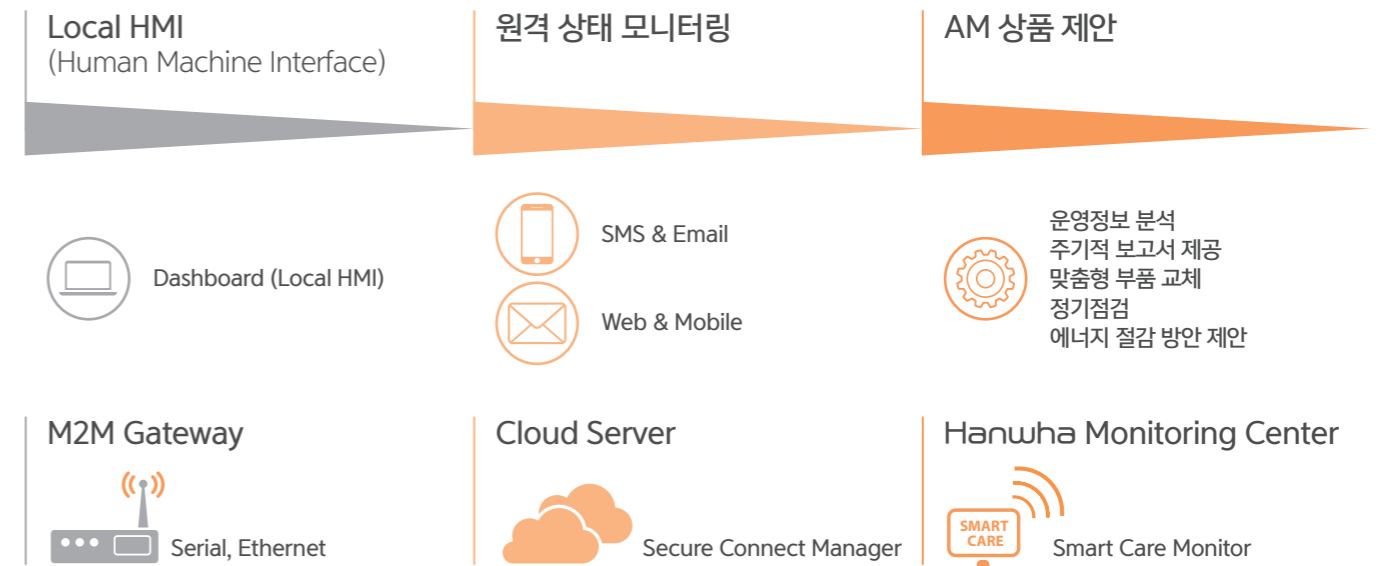 Local HMI
(Human Machine Interface)
원격 상태 모니터링
AM 상품 제안
Dashboard (Local HMI)
SMS & Email
Web & Mobile
운영정보 분석
주기적 보고서 제공
맞춤형 부품 교체
정기점검
에너지 절감 방안 제안
M2M Gateway
Serial, Ethernet
Cloud Server
Secure Connect Manager
Hanwha Monitoring Center
SMART
CARE
Smart Care Monitor